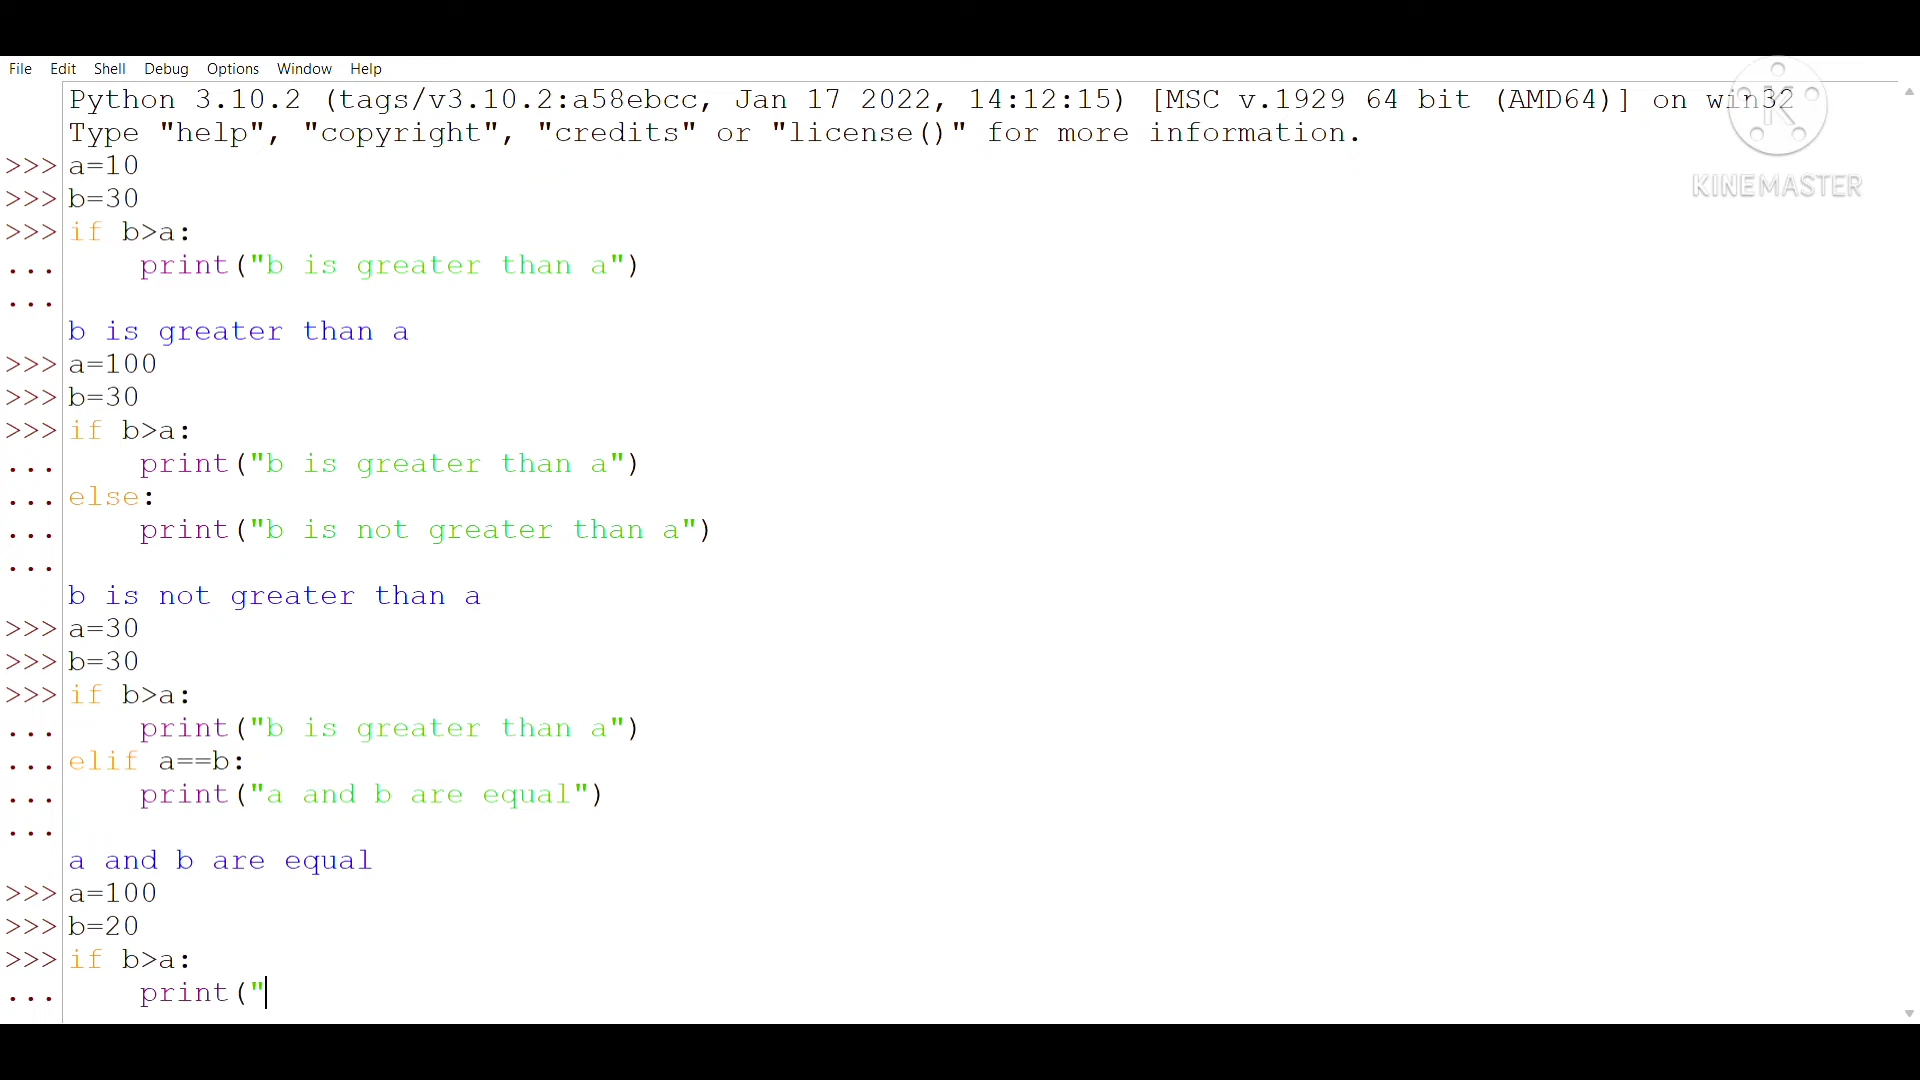 File Edit Shell Debug Options Window Help
Python 3.10.2 (tags/v3.10.2:a58ebcc, Jan 17 2022, 14:12:15) [MSC v.1929 64 bit (AMD64)] on win32
Type "help", "copyright", "credits" or "license()" for more information.
K
KINEMASTER
>>> a=10
>>> b=30
>>> if b>a:
...     print("b is greater than a")
...
b is greater than a
>>> a=100
>>> b=30
>>> if b>a:
...     print("b is greater than a")
... else:
...     print("b is not greater than a")
...
b is not greater than a
>>> a=30
>>> b=30
>>> if b>a:
...     print("b is greater than a")
... elif a==b:
...     print("a and b are equal")
...
a and b are equal
>>> a=100
>>> b=20
>>> if b>a:
...     print("